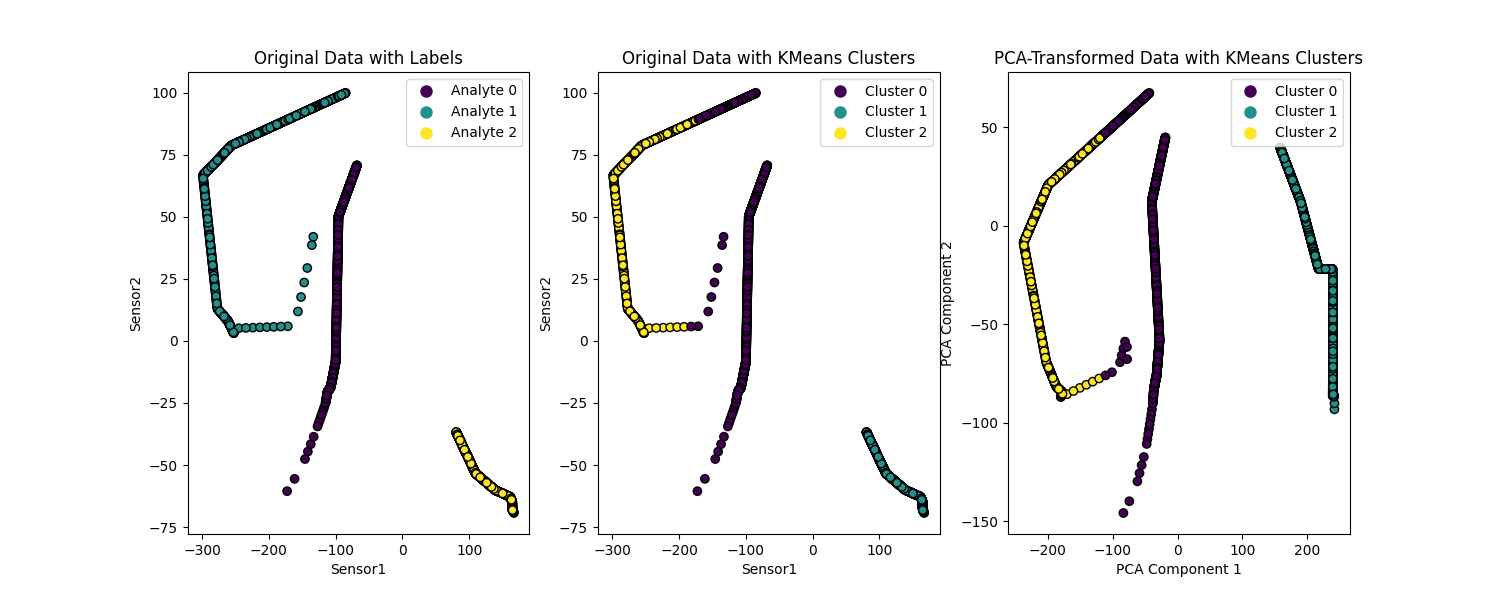 Original Data with Labels
Analyte 0
Analyte 1
Analyte 2
100
75
50
25
0
−25
−50
−75
Sensor2
−300
−200
−100
0
100
Sensor1
Original Data with KMeans Clusters
Cluster 0
Cluster 1
Cluster 2
100
75
50
25
0
−25
−50
−75
Sensor2
−300
−200
−100
0
100
Sensor1
PCA-Transformed Data with KMeans Clusters
Cluster 0
Cluster 1
Cluster 2
50
0
−50
−100
−150
PCA Component 2
−200
−100
0
100
200
PCA Component 1